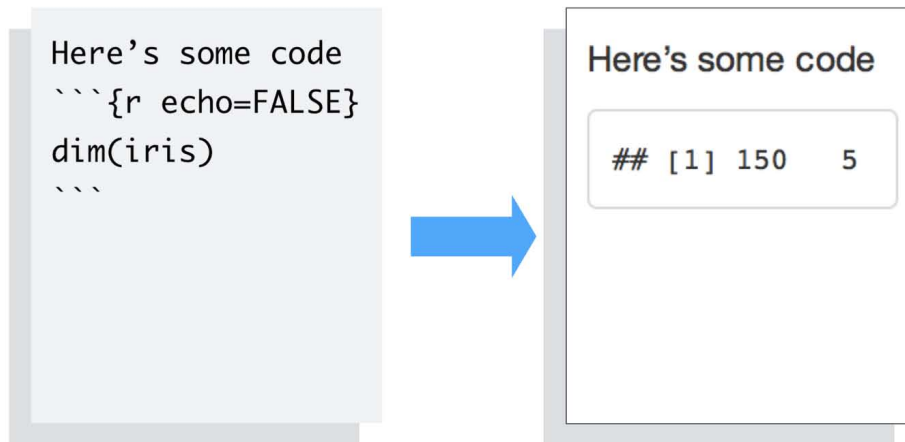 Here’s some code
```{r echo=FALSE}
dim(iris)
```
Here’s some code
## [1] 150   5